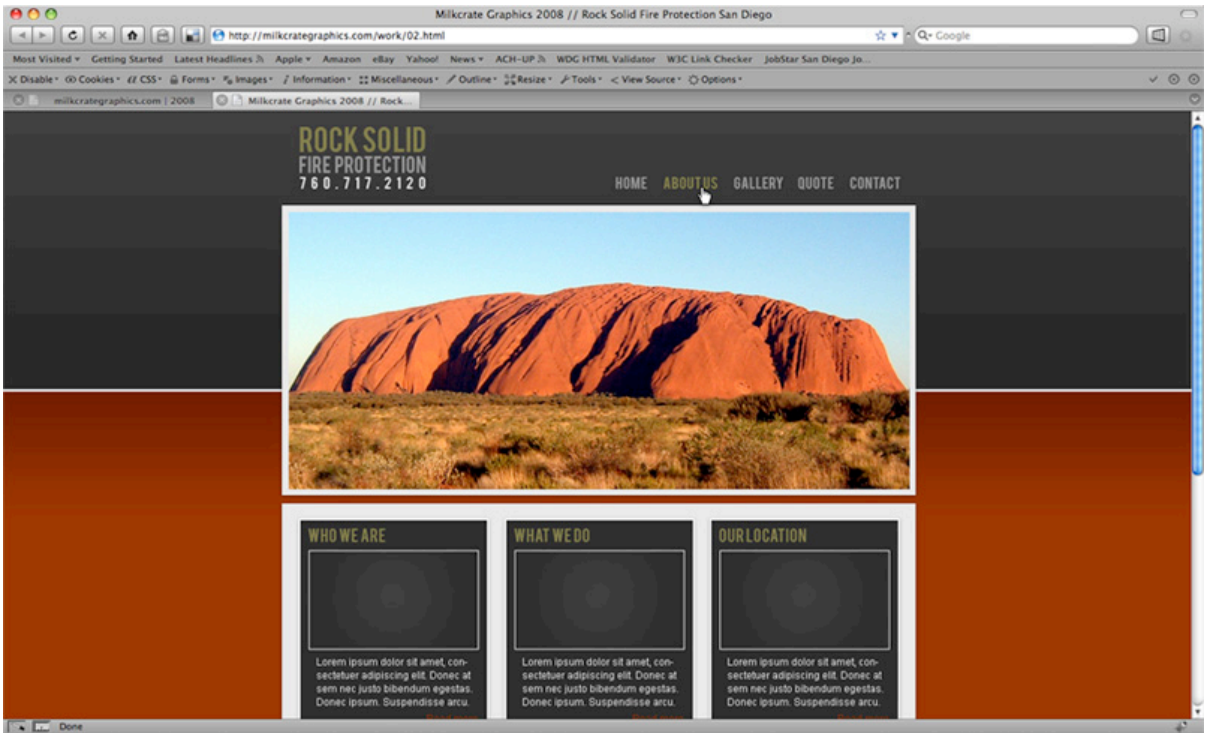 Milkcrate Graphics 2008 // Rock Solid Fire Protection San Diego
http://milkcrategraphics.com/work/02.html
Google
Most Visited Getting Started Latest Headlines Apple Amazon eBay Yahoo! News ACH-UP WDG HTML Validator W3C Link Checker JobStar San Diego Jo...
Disable Cookies CSS Forms Images Information Miscellaneous Outline Resize Tools View Source Options
milkcrategraphics.com | 2008 Milkcrate Graphics 2008 // Rock...
ROCK SOLID
FIRE PROTECTION
760.717.2120
HOME ABOUT US GALLERY QUOTE CONTACT
WHO WE ARE
Lorem ipsum dolor sit amet, con-
sectetuer adipiscing elit. Donec at
sem nec justo bibendum egestas.
Donec ipsum. Suspendisse arcu.
WHAT WE DO
Lorem ipsum dolor sit amet, con-
sectetuer adipiscing elit. Donec at
sem nec justo bibendum egestas.
Donec ipsum. Suspendisse arcu.
OUR LOCATION
Lorem ipsum dolor sit amet, con-
sectetuer adipiscing elit. Donec at
sem nec justo bibendum egestas.
Donec ipsum. Suspendisse arcu.
Done